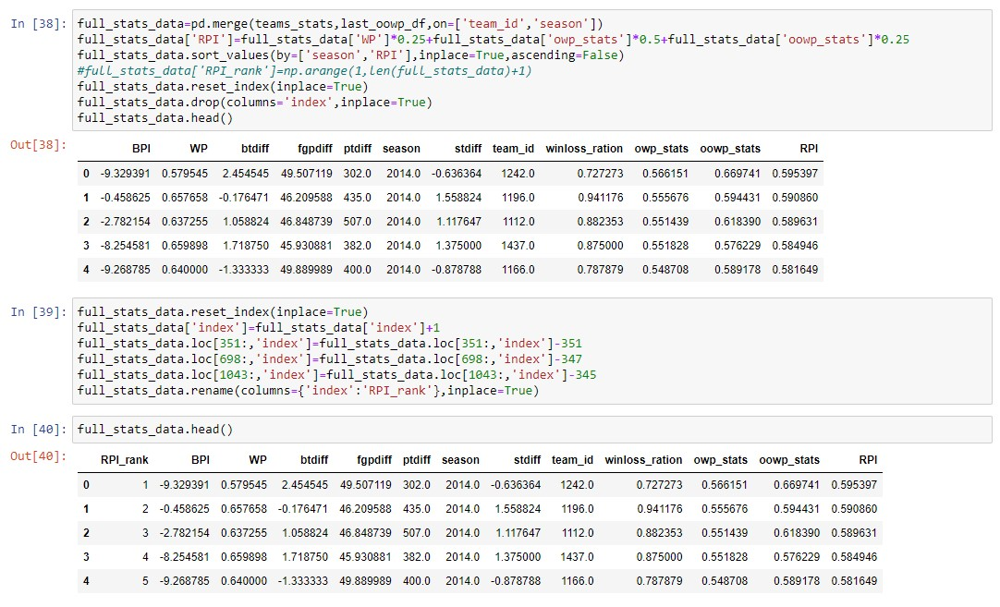 In [38]: full_stats_data=pd.merge(teams_stats,last_oowp_df,on=['team_id','season'])
full_stats_data['RPI']=full_stats_data['WP']*0.25+full_stats_data['owp_stats']*0.5+full_stats_data['oowp_stats']*0.25
full_stats_data.sort_values(by=['season','RPI'],inplace=True,ascending=False)
#full_stats_data['RPI_rank']=np.arange(1,len(full_stats_data)+1)
full_stats_data.reset_index(inplace=True)
full_stats_data.drop(columns='index',inplace=True)
full_stats_data.head()
Out[38]:
BPI WP btdiff fgpdiff ptdiff season stdiff team_id winloss_ration owp_stats oowp_stats RPI
0 -9.329391 0.579545 2.454545 49.507119 302.0 2014.0 -0.636364 1242.0 0.727273 0.566151 0.669741 0.595397
1 -0.458625 0.657658 -0.176471 46.209588 435.0 2014.0 1.558824 1196.0 0.941176 0.555676 0.594431 0.590860
2 -2.782154 0.637255 1.058824 46.848739 507.0 2014.0 1.117647 1112.0 0.882353 0.551439 0.618390 0.589631
3 -8.254581 0.659898 1.718750 45.930881 382.0 2014.0 1.375000 1437.0 0.875000 0.551828 0.576229 0.584946
4 -9.268785 0.640000 -1.333333 49.889989 400.0 2014.0 -0.878788 1166.0 0.787879 0.548708 0.589178 0.581649
In [39]: full_stats_data.reset_index(inplace=True)
full_stats_data['index']=full_stats_data['index']+1
full_stats_data.loc[351:,'index']=full_stats_data.loc[351:,'index']-351
full_stats_data.loc[698:,'index']=full_stats_data.loc[698:,'index']-347
full_stats_data.loc[1043:,'index']=full_stats_data.loc[1043:,'index']-345
full_stats_data.rename(columns={'index':'RPI_rank'},inplace=True)
In [40]: full_stats_data.head()
Out[40]:
RPI_rank BPI WP btdiff fgpdiff ptdiff season stdiff team_id winloss_ration owp_stats oowp_stats RPI
0 1 -9.329391 0.579545 2.454545 49.507119 302.0 2014.0 -0.636364 1242.0 0.727273 0.566151 0.669741 0.595397
1 2 -0.458625 0.657658 -0.176471 46.209588 435.0 2014.0 1.558824 1196.0 0.941176 0.555676 0.594431 0.590860
2 3 -2.782154 0.637255 1.058824 46.848739 507.0 2014.0 1.117647 1112.0 0.882353 0.551439 0.618390 0.589631
3 4 -8.254581 0.659898 1.718750 45.930881 382.0 2014.0 1.375000 1437.0 0.875000 0.551828 0.576229 0.584946
4 5 -9.268785 0.640000 -1.333333 49.889989 400.0 2014.0 -0.878788 1166.0 0.787879 0.548708 0.589178 0.581649